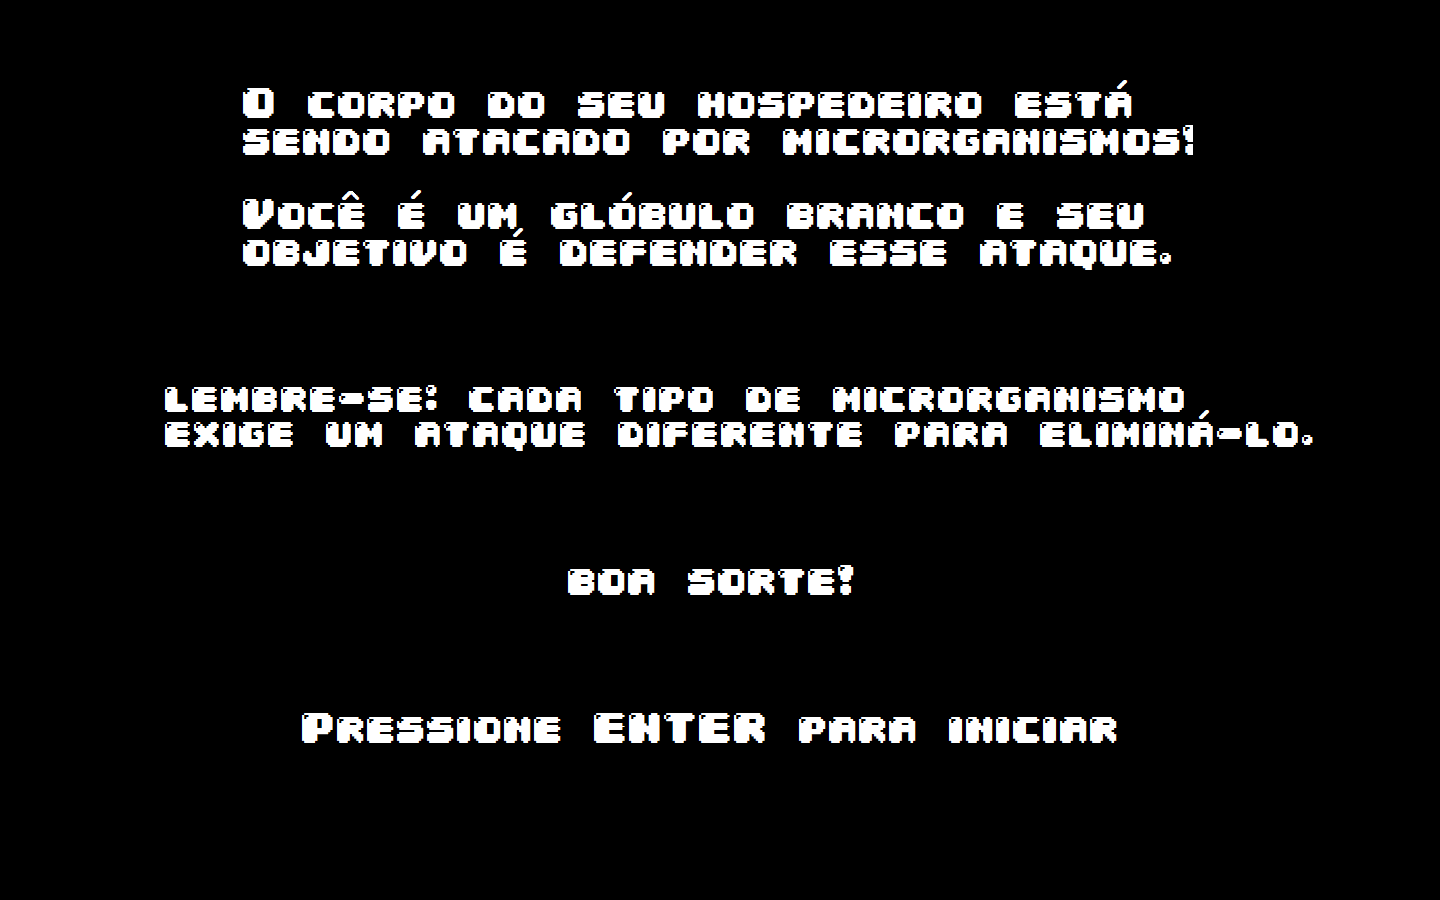 O corpo do seu hospedeiro está
sendo atacado por microrganismos!
Você é um glóbulo branco e seu
objetivo é defender esse ataque.
lembre-se: cada tipo de microrganismo
exige um ataque diferente para eliminá-lo.
boa sorte!
Pressione ENTER para iniciar